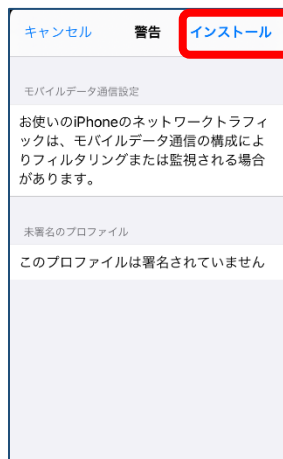 キャンセル 警告 インストール
モバイルデータ通信設定
お使いのiPhoneのネットワークトラフィ
ックは、モバイルデータ通信の構成によ
りフィルタリングまたは監視される場合
があります。
未署名のプロファイル
このプロファイルは署名されていません